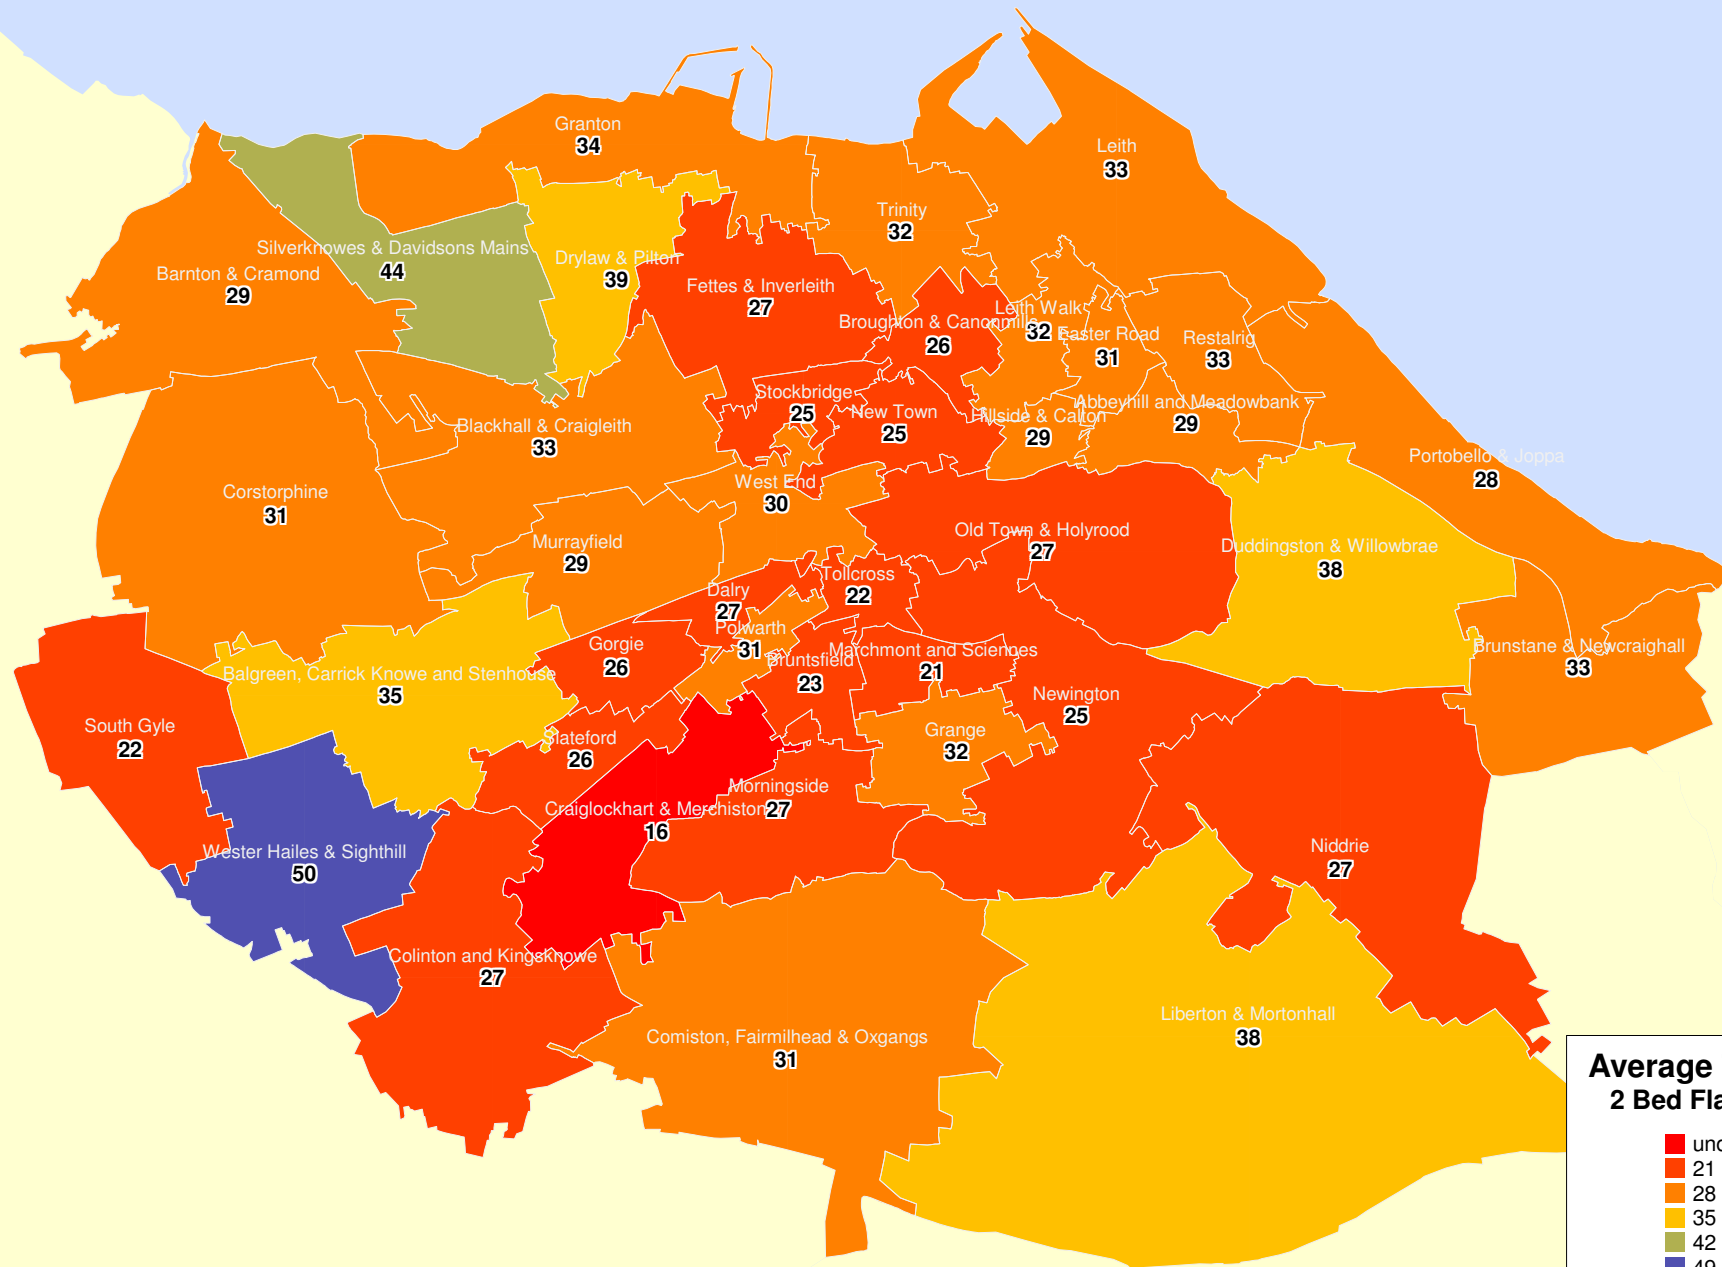 Granton
34
Leith
33
Trinity
32
Silverknowes & Davidsons Mains
44
Drylaw & Pilton
39
Barnton & Cramond
29
Fettes & Inverleith
27
Leith Walk
32
Broughton & Canonmills
26
Easter Road
31
Restalrig
33
Stockbridge
25
New Town
25
Hillside & Calton
29
Abbeyhill and Meadowbank
29
Blackhall & Craigleith
33
Portobello & Joppa
28
West End
30
Corstorphine
31
Old Town & Holyrood
27
Murrayfield
29
Duddingston & Willowbrae
38
Tollcross
22
Dalry
27
Polwarth
31
Gorgie
26
Bruntsfield
23
Marchmont and Sciences
21
Brunstane & Newcraighall
33
Balgreen, Carrick Knowe and Stenhouse
35
Newington
25
South Gyle
22
Slateford
26
Grange
32
Morningside
27
Craiglockhart & Merchiston
16
Wester Hailes & Sighthill
50
Niddrie
27
Colinton and Kingsknowe
27
Liberton & Mortonhall
38
Comiston, Fairmilhead & Oxgangs
31
Average
2 Bed Fla
21
28
35
42
49